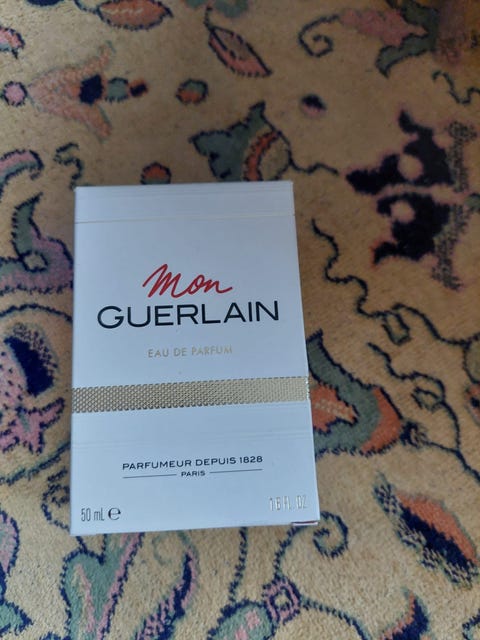 Mon
GUERLAIN
EAU DE PARFUM
PARFUMEUR DEPUIS 1828
PARIS
50 mL e 1.6 FL. OZ